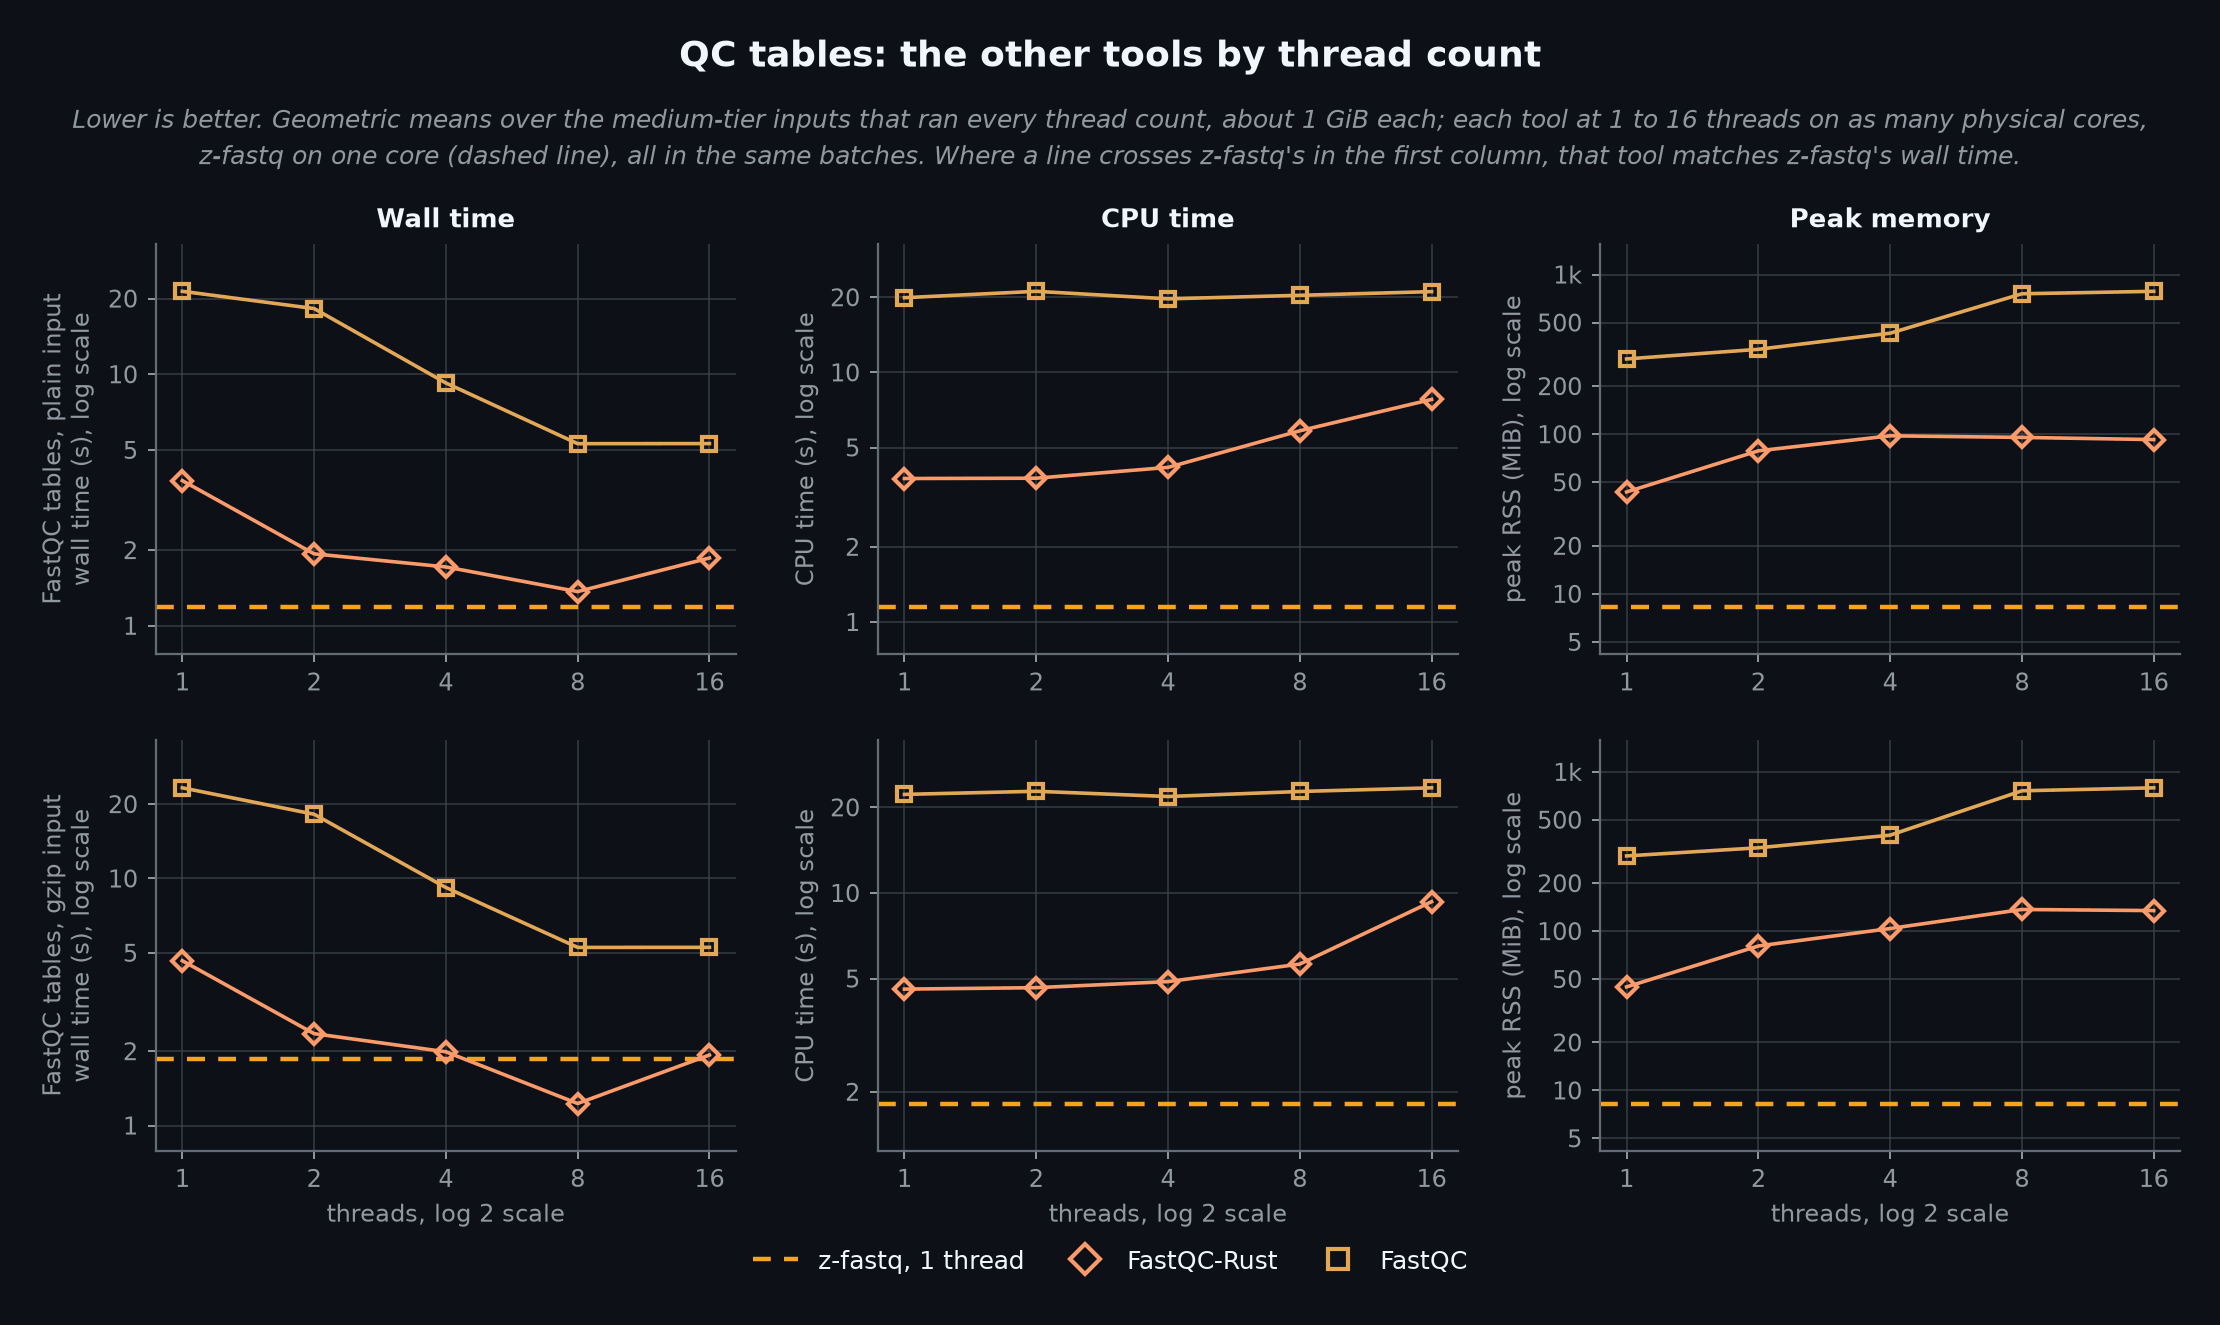 QC tables: the other tools by thread count
Lower is better. Geometric means over the medium-tier inputs that ran every thread count, about 1 GiB each; each tool at 1 to 16 threads on as many physical cores,
z-fastq on one core (dashed line), all in the same batches. Where a line crosses z-fastq's in the first column, that tool matches z-fastq's wall time.
Wall time
FastQC tables, plain input
wall time (s), log scale
20
10
5
2
1
1 2 4 8 16
CPU time
CPU time (s), log scale
20
10
5
2
1
1 2 4 8 16
Peak memory
peak RSS (MiB), log scale
1k
500
200
100
50
20
10
5
1 2 4 8 16
FastQC tables, gzip input
wall time (s), log scale
20
10
5
2
1
1 2 4 8 16
threads, log 2 scale
CPU time (s), log scale
20
10
5
2
1 2 4 8 16
threads, log 2 scale
peak RSS (MiB), log scale
1k
500
200
100
50
20
10
5
1 2 4 8 16
threads, log 2 scale
z-fastq, 1 thread
FastQC-Rust
FastQC